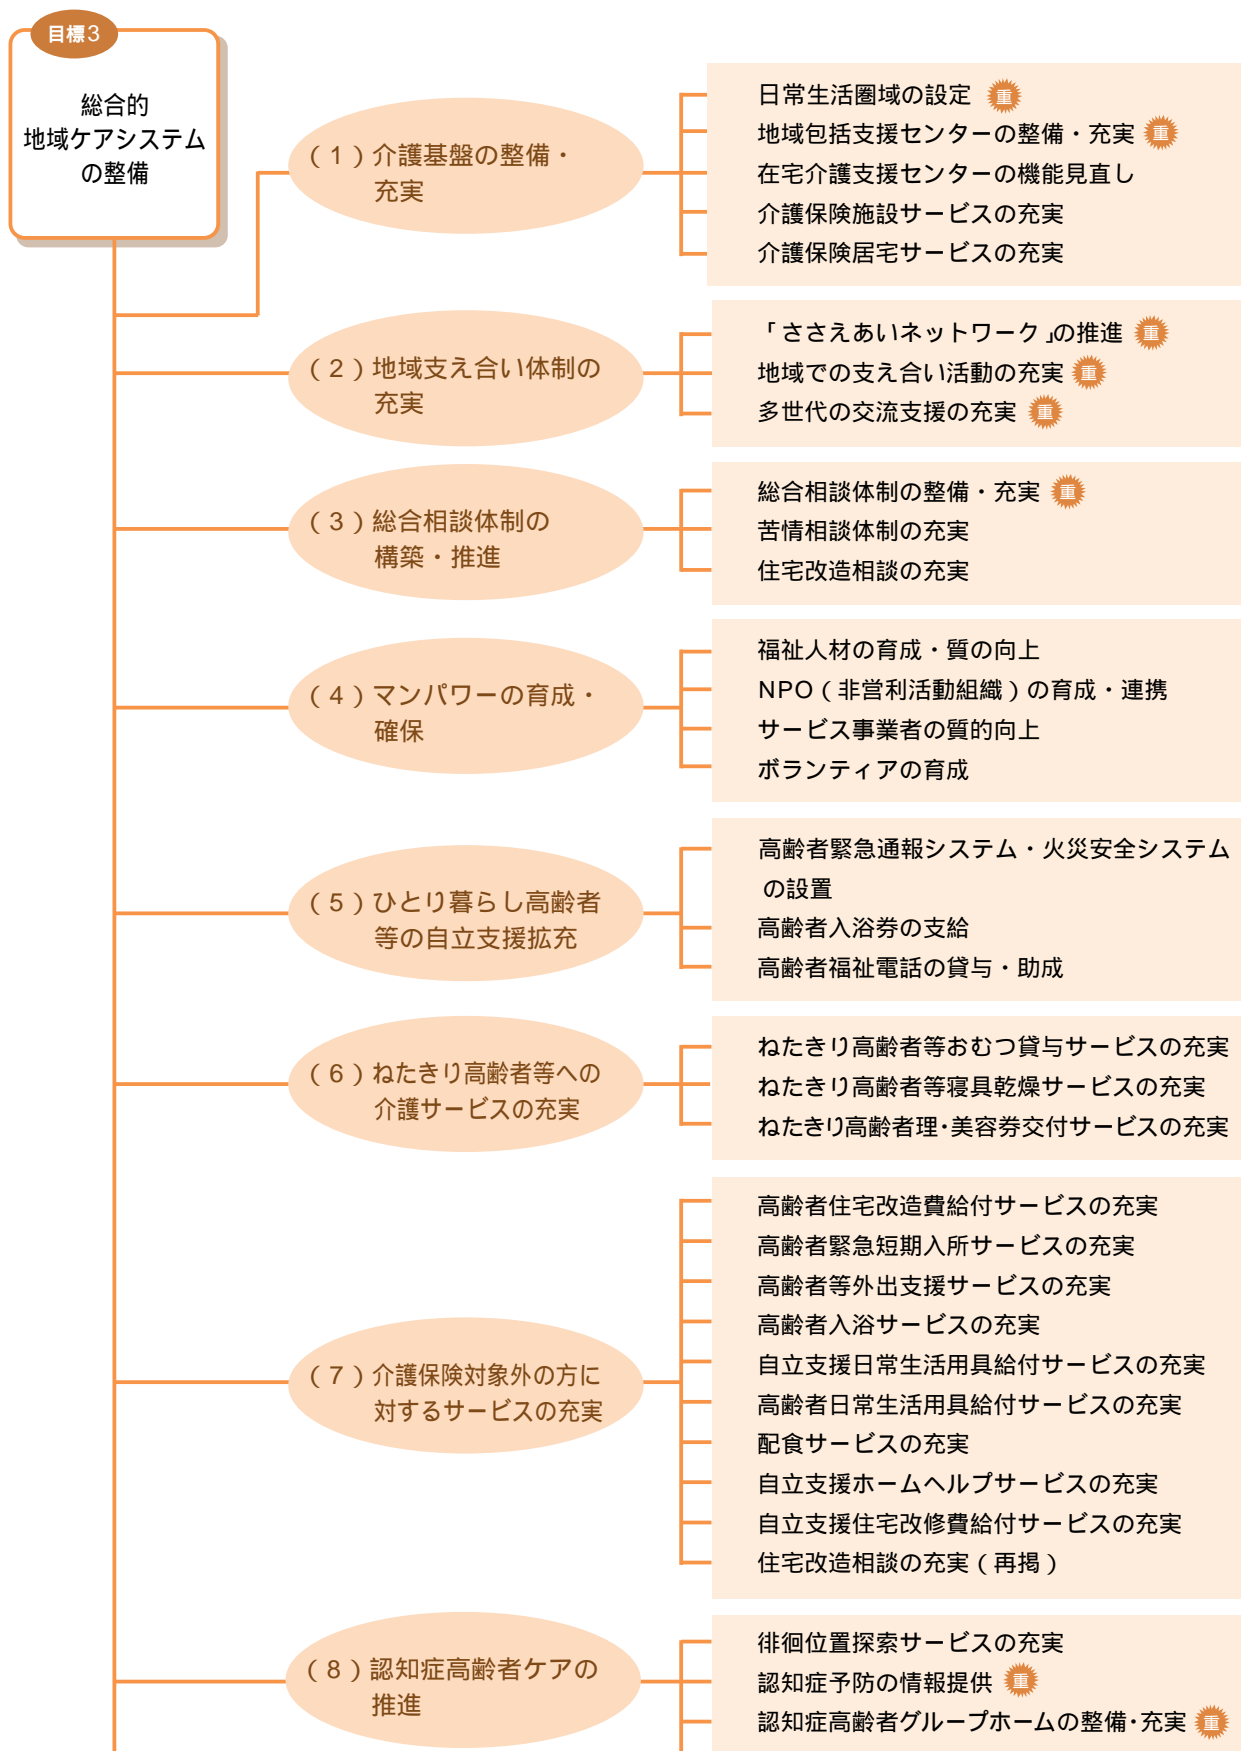 目標3
総合的
地域ケアシステム
の整備
(1)介護基盤の整備・
充実
日常生活圏域の設定 重
地域包括支援センターの整備・充実 重
在宅介護支援センターの機能見直し
介護保険施設サービスの充実
介護保険居宅サービスの充実
(2)地域支え合い体制の
充実
「ささえあいネットワーク」の推進 重
地域での支え合い活動の充実 重
多世代の交流支援の充実 重
(3)総合相談体制の
構築・推進
総合相談体制の整備・充実 重
苦情相談体制の充実
住宅改造相談の充実
(4)マンパワーの育成・
確保
福祉人材の育成・質の向上
NPO(非営利活動組織)の育成・連携
サービス事業者の質的向上
ボランティアの育成
(5)ひとり暮らし高齢者
等の自立支援拡充
高齢者緊急通報システム・火災安全システム
の設置
高齢者入浴券の支給
高齢者福祉電話の貸与・助成
(6)ねたきり高齢者等への
介護サービスの充実
ねたきり高齢者等おむつ貸与サービスの充実
ねたきり高齢者等寝具乾燥サービスの充実
ねたきり高齢者理・美容券交付サービスの充実
(7)介護保険対象外の方に
対するサービスの充実
高齢者住宅改造費給付サービスの充実
高齢者緊急短期入所サービスの充実
高齢者等外出支援サービスの充実
高齢者入浴サービスの充実
自立支援日常生活用具給付サービスの充実
高齢者日常生活用具給付サービスの充実
配食サービスの充実
自立支援ホームヘルプサービスの充実
自立支援住宅改修費給付サービスの充実
住宅改造相談の充実(再掲)
(8)認知症高齢者ケアの
推進
徘徊位置探索サービスの充実
認知症予防の情報提供 重
認知症高齢者グループホームの整備・充実 重